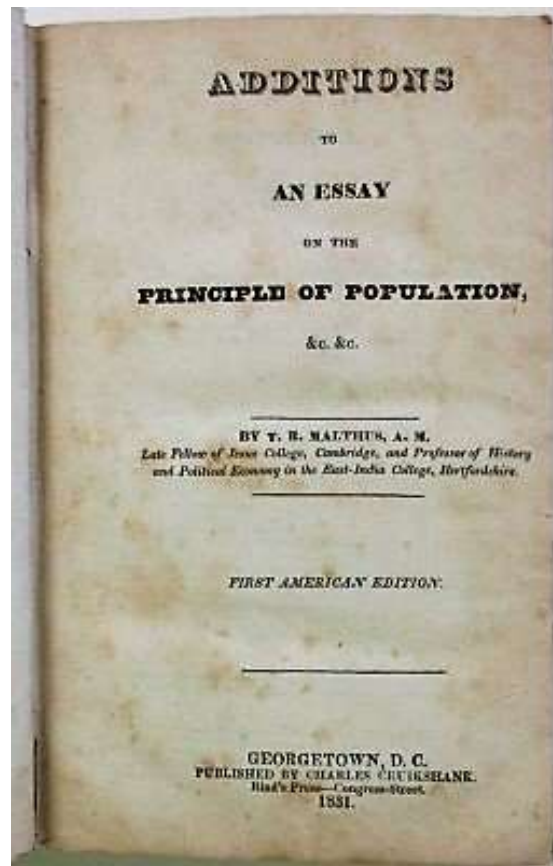 ADDITIONS
TO
AN ESSAY
ON THE
PRINCIPLE OF POPULATION,
&c. &c.
BY T. R. MALTHUS, A. M.
Late Fellow of Jesus College, Cambridge, and Professor of History
and Political Economy in the East-India College, Hertfordshire.
FIRST AMERICAN EDITION.
GEORGETOWN, D. C.
PUBLISHED BY CHARLES CRUIKSHANK.
Rind's Press—Congress-Street.
1831.